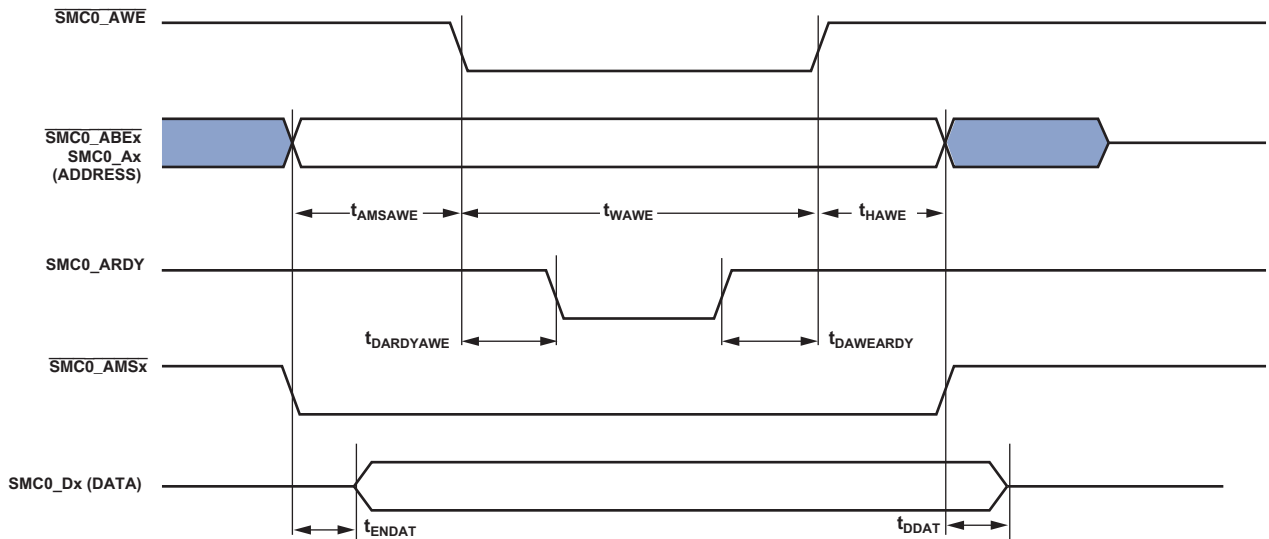 SMC0_AWE
SMC0_ABEx
SMC0_Ax
(ADDRESS)
tAMSAWE
tWAWE
tHAWE
SMC0_ARDY
tDARDYAWE
tDAWEARDY
SMC0_AMSx
SMC0_Dx (DATA)
tENDAT
tDDAT